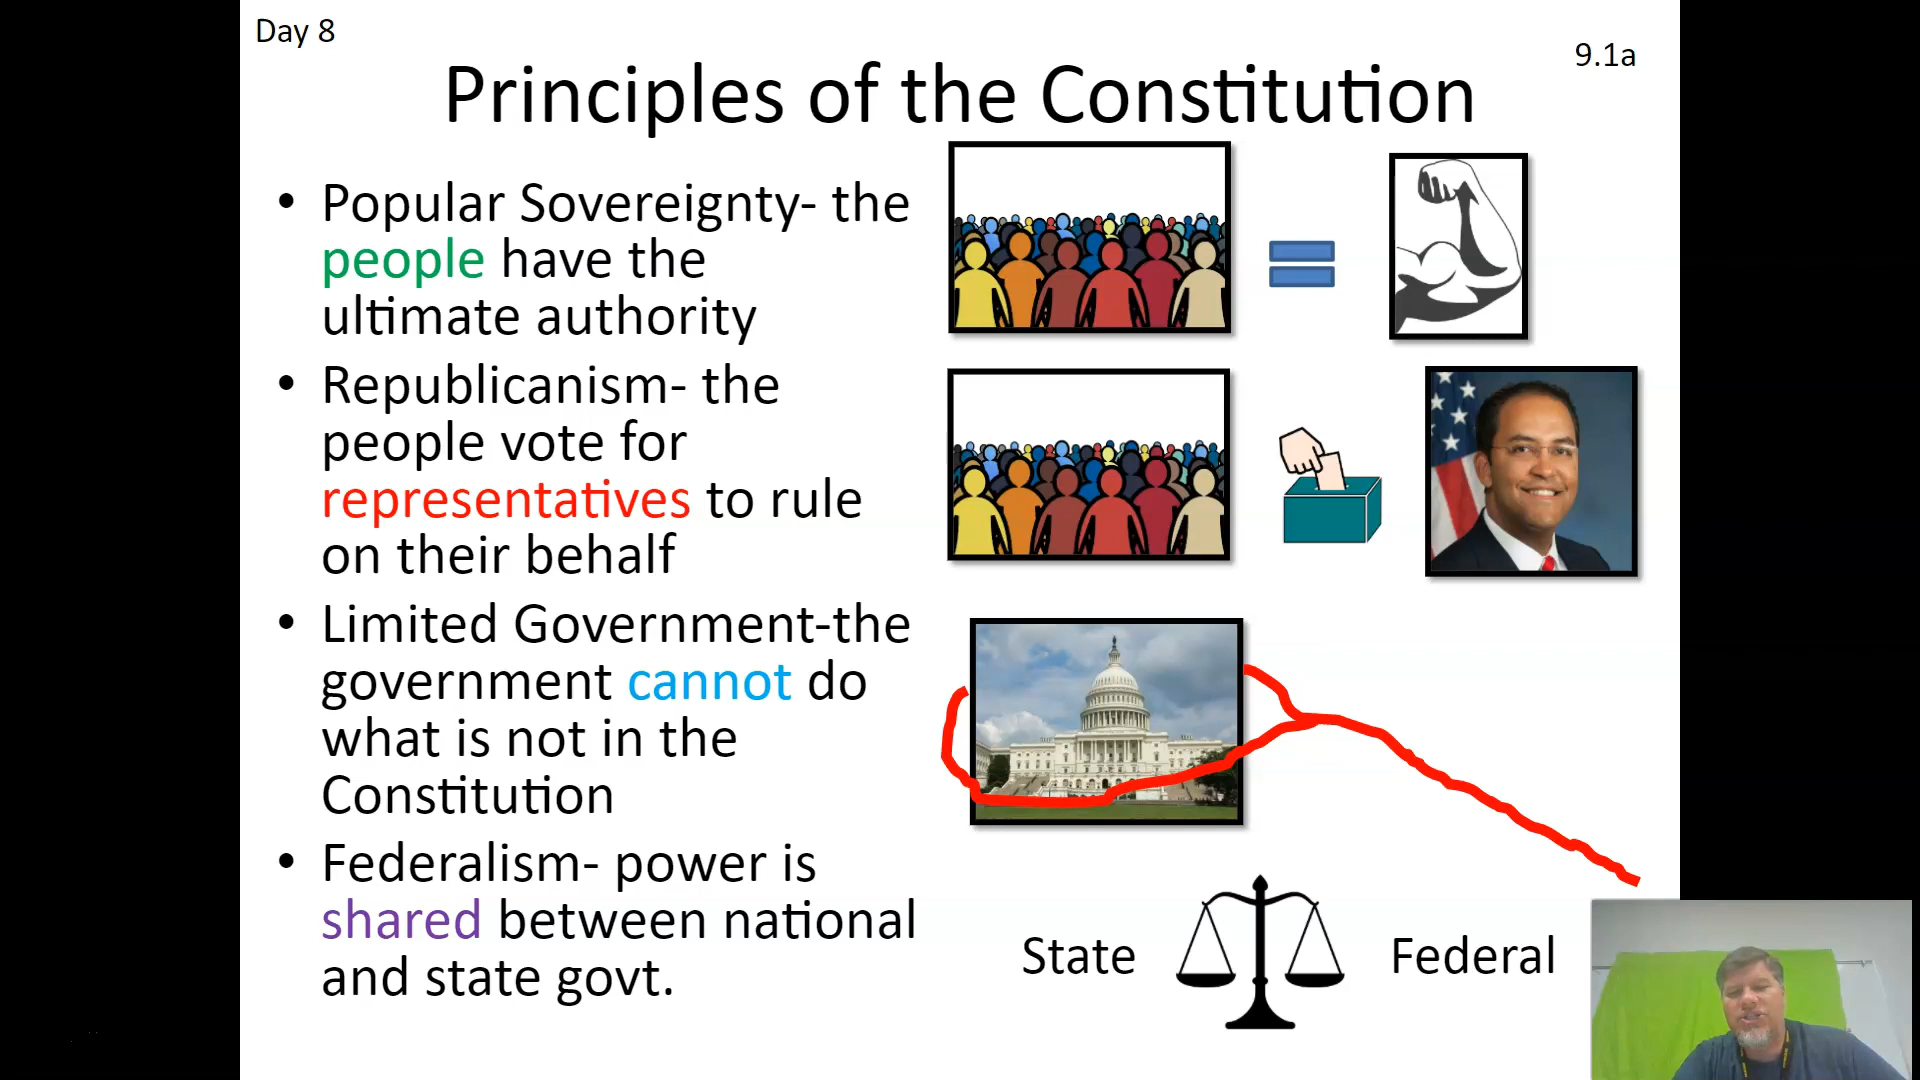 Day 8
9.1a
Principles of the Constitution
• Popular Sovereignty- the
people have the
ultimate authority
• Republicanism- the
people vote for
representatives to rule
on their behalf
• Limited Government-the
government cannot do
what is not in the
Constitution
• Federalism- power is
shared between national
and state govt.
State
Federal